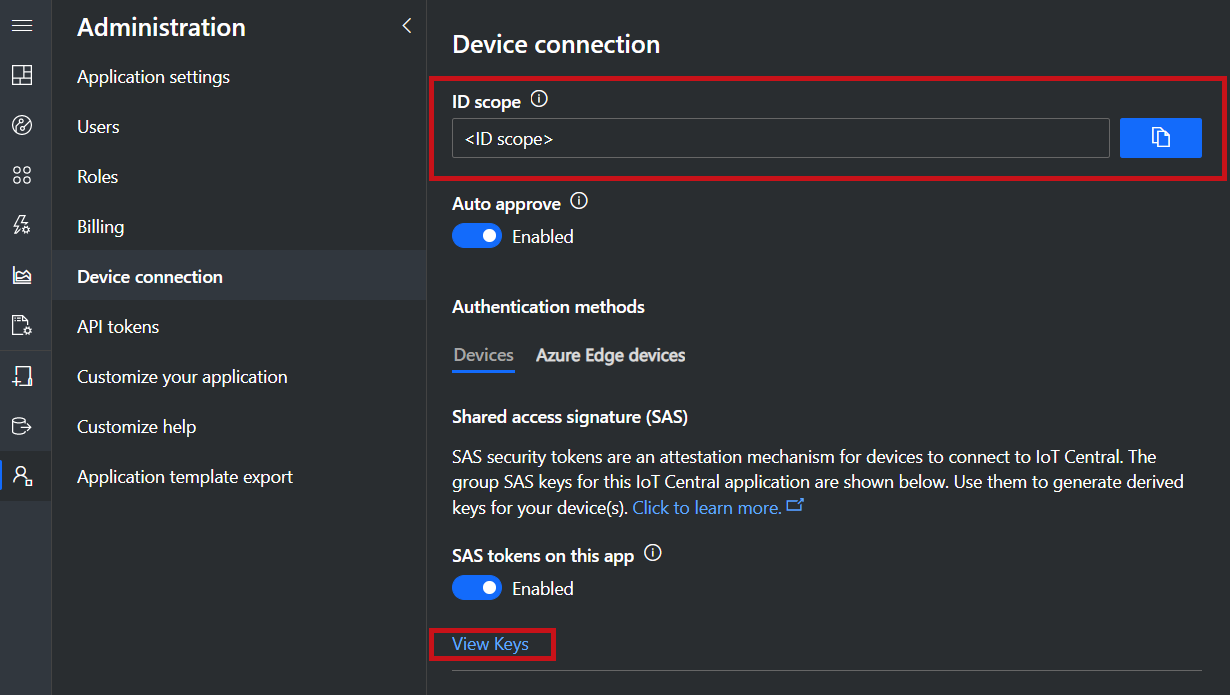 Administration
Application settings
Users
Roles
Billing
Device connection
API tokens
Customize your application
Customize help
Application template export
Device connection
ID scope
<ID scope>
Auto approve
Enabled
Authentication methods
Devices Azure Edge devices
Shared access signature (SAS)
SAS security tokens are an attestation mechanism for devices to connect to IoT Central. The
group SAS keys for this IoT Central application are shown below. Use them to generate derived
keys for your device(s). Click to learn more.
SAS tokens on this app
Enabled
View Keys